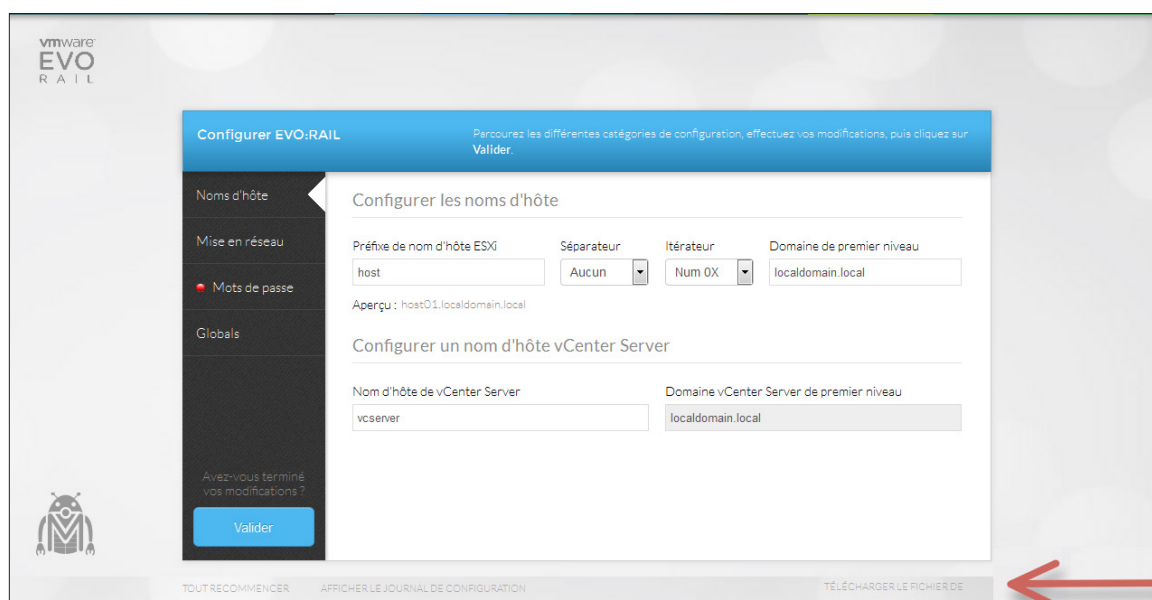 vmware
EVO
RAIL
Configurer EVO:RAIL
Parcourez les différentes catégories de configuration, effectuez vos modifications, puis cliquez sur
Valider.
Noms d'hôte
Mise en réseau
Mots de passe
Globals
Avez-vous terminé
vos modifications ?
Valider
Configurer les noms d'hôte
Préfixe de nom d'hôte ESXi
Séparateur
Itérateur
Domaine de premier niveau
host
Aucun
Num 0X
localdomain.local
Aperçu : host01.localdomain.local
Configurer un nom d'hôte vCenter Server
Nom d'hôte de vCenter Server
Domaine vCenter Server de premier niveau
vcserver
localdomain.local
TOUT RECOMMENCER
AFFICHER LE JOURNAL DE CONFIGURATION
TÉLÉCHARGER LE FICHIER DE